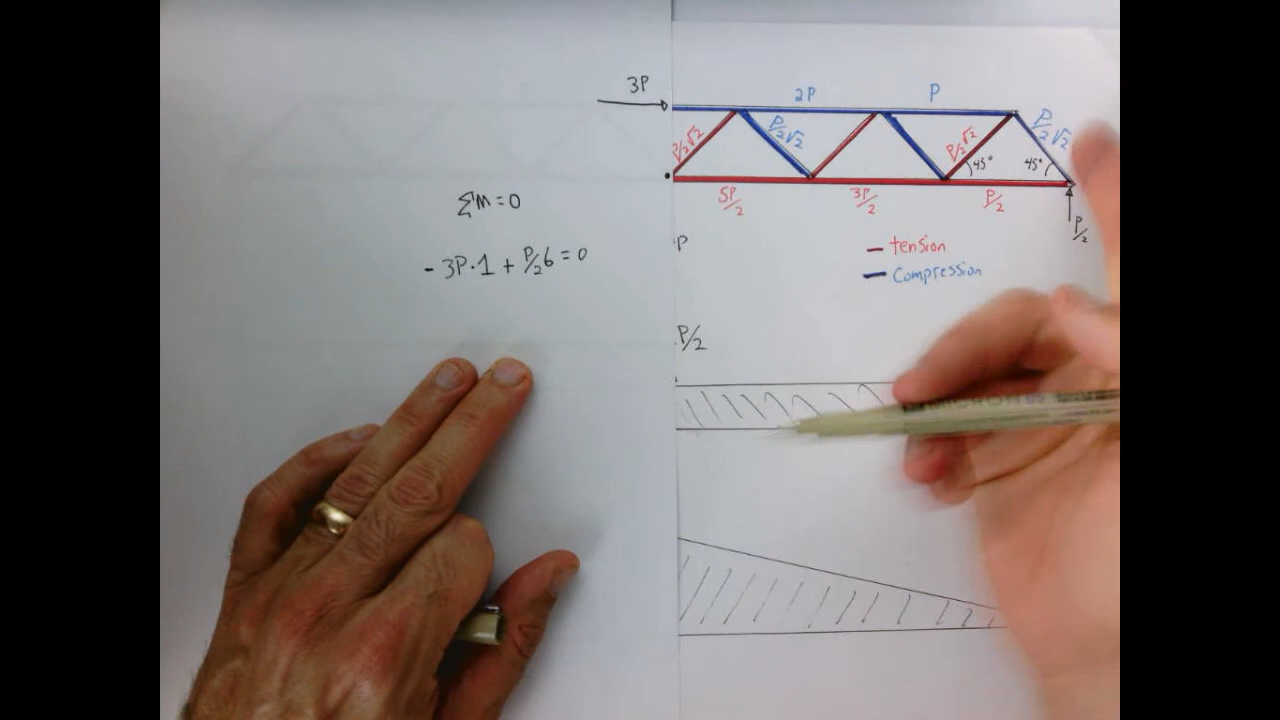 3P
2P
P
P/2 √2
P/2 √2
P/2 √2
P/2 √2
45°
45°
5P/2
3P/2
P/2
P/2
ΣM = 0
- 3P · 1 + P/2 6 = 0
P
- tension
- Compression
P/2
MICRON